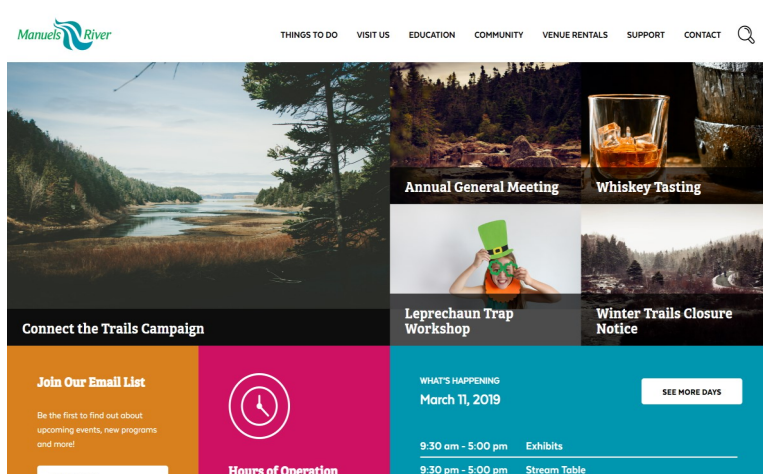 Manuels River
THINGS TO DO VISIT US EDUCATION COMMUNITY VENUE RENTALS SUPPORT CONTACT
Connect the Trails Campaign
Annual General Meeting
Whiskey Tasting
Leprechaun Trap
Workshop
Winter Trails Closure
Notice
Join Our Email List
Be the first to find out about
upcoming events, new programs
and more!
Hours of Operation
WHAT'S HAPPENING
March 11, 2019
SEE MORE DAYS
9:30 am - 5:00 pm Exhibits
9:30 pm - 5:00 pm Stream Table